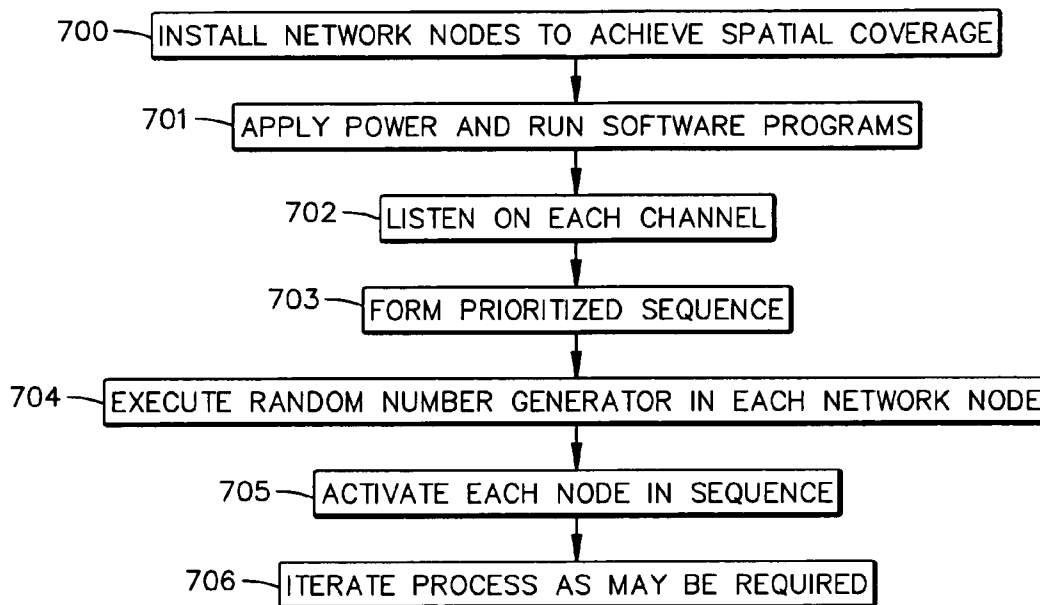 700 INSTALL NETWORK NODES TO ACHIEVE SPATIAL COVERAGE
701 APPLY POWER AND RUN SOFTWARE PROGRAMS
702 LISTEN ON EACH CHANNEL
703 FORM PRIORITIZED SEQUENCE
704 EXECUTE RANDOM NUMBER GENERATOR IN EACH NETWORK NODE
705 ACTIVATE EACH NODE IN SEQUENCE
706 ITERATE PROCESS AS MAY BE REQUIRED